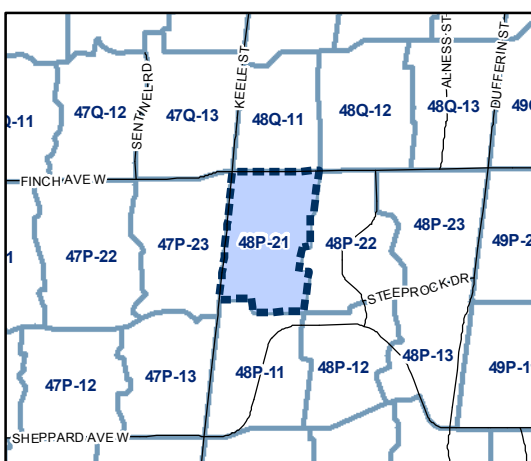 KEELE ST
ALNESS ST
DUFFERIN ST
SENTINEL RD
Q-11
47Q-12
47Q-13
48Q-11
48Q-12
48Q-13
49Q
FINCH AVE W
1
47P-22
47P-23
48P-21
48P-22
48P-23
49P-2
STEEPROCK DR
47P-12
47P-13
48P-11
48P-12
48P-13
49P-1
SHEPPARD AVE W